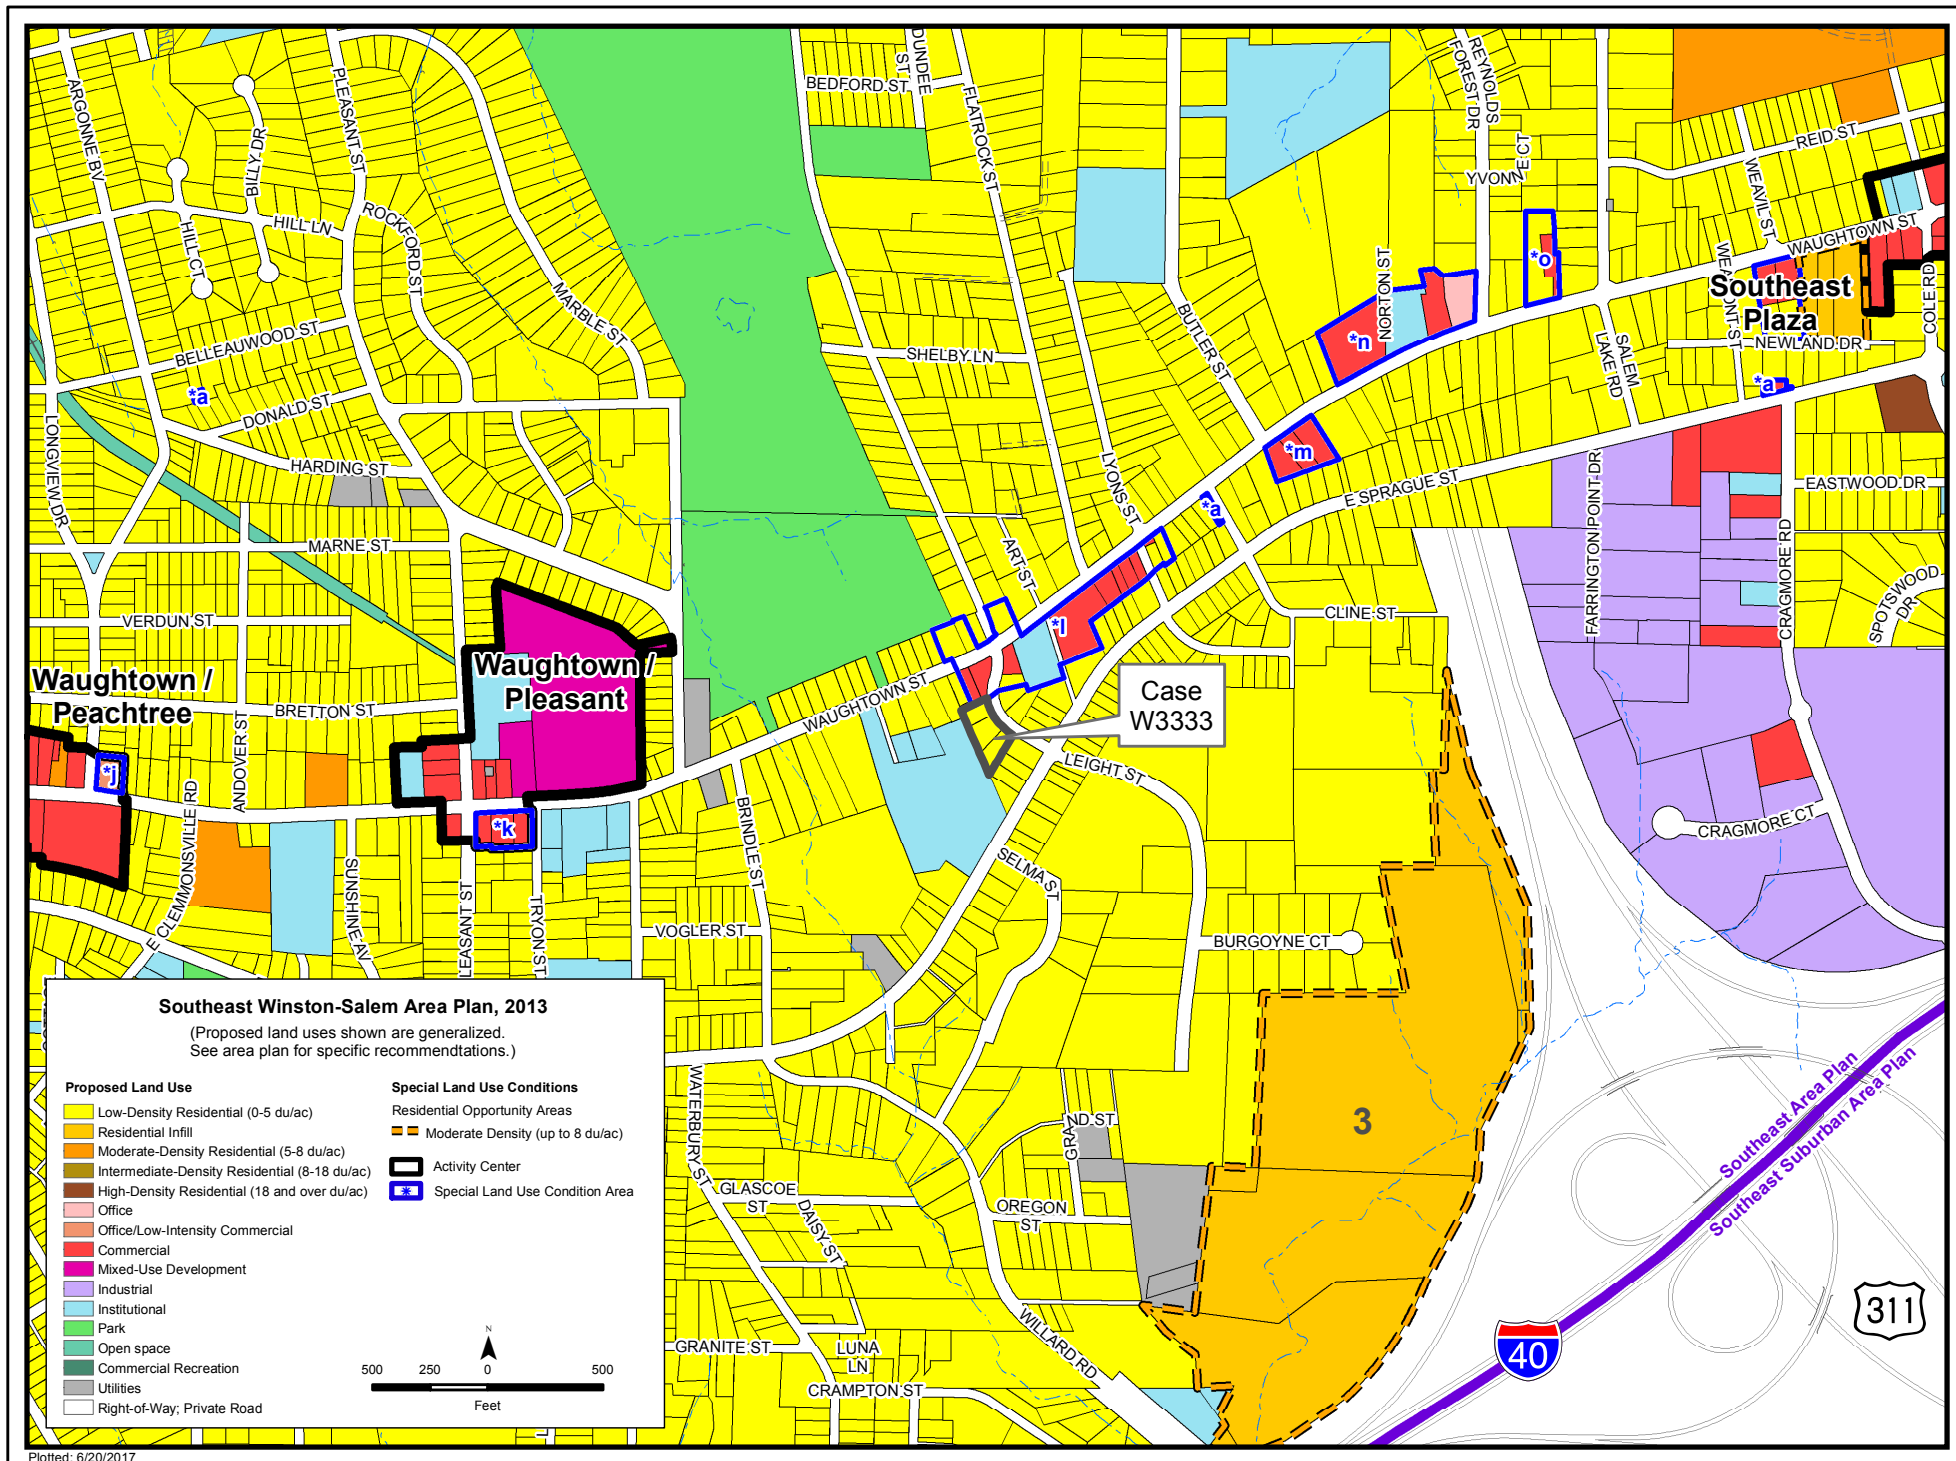 DUNDEE
ST
BEDFORD ST
FLATROCK ST
REYNOLDS
FOREST DR
YVONNE CT
REID ST
WEAVIL ST
WAUGHTOWN ST
ARGONNE BV
BILLY DR
PLEASANT ST
HILL LN
HILL CT
ROCKFORD ST
MARBLE ST
BELLEAUWOOD ST
*a
DONALD ST
HARDING ST
LONGVIEW DR
MARNE ST
VERDUN ST
SHELBY LN
BUTLER ST
NORTON ST
*n
*o
Southeast
Plaza
COLE RD
NEWLAND DR
SALEM
LAKE RD
*a
*m
E SPRAGUE ST
LYONS ST
*a
ART ST
*l
CLINE ST
FARRINGTON POINT DR
CRAGMORE RD
EASTWOOD DR
SPOTSWOOD
DR
Waughtown /
Peachtree
Waughtown /
Pleasant
BRETTON ST
ANDOVER ST
WAUGHTOWN ST
Case
W3333
LEIGHT ST
*j
*k
E CLEMMONSVILLE RD
SUNSHINE AV
LEASANT ST
TRYON ST
BRINDLE ST
VOGLER ST
SELMA ST
BURGOYNE CT
CRAGMORE CT
Southeast Winston-Salem Area Plan, 2013
(Proposed land uses shown are generalized.
See area plan for specific recommendtations.)
Proposed Land Use
Low-Density Residential (0-5 du/ac)
Residential Infill
Moderate-Density Residential (5-8 du/ac)
Intermediate-Density Residential (8-18 du/ac)
High-Density Residential (18 and over du/ac)
Office
Office/Low-Intensity Commercial
Commercial
Mixed-Use Development
Industrial
Institutional
Park
Open space
Commercial Recreation
Utilities
Right-of-Way; Private Road
Special Land Use Conditions
Residential Opportunity Areas
Moderate Density (up to 8 du/ac)
Activity Center
* Special Land Use Condition Area
N
500 250 0 500
Feet
WATERBURY ST
GLASCOE
ST
DAISY ST
GRAND ST
OREGON
ST
3
GRANITE ST
LUNA
LN
CRAMPTON ST
WILLARD RD
Southeast Area Plan
Southeast Suburban Area Plan
40
311
Plotted: 6/20/2017